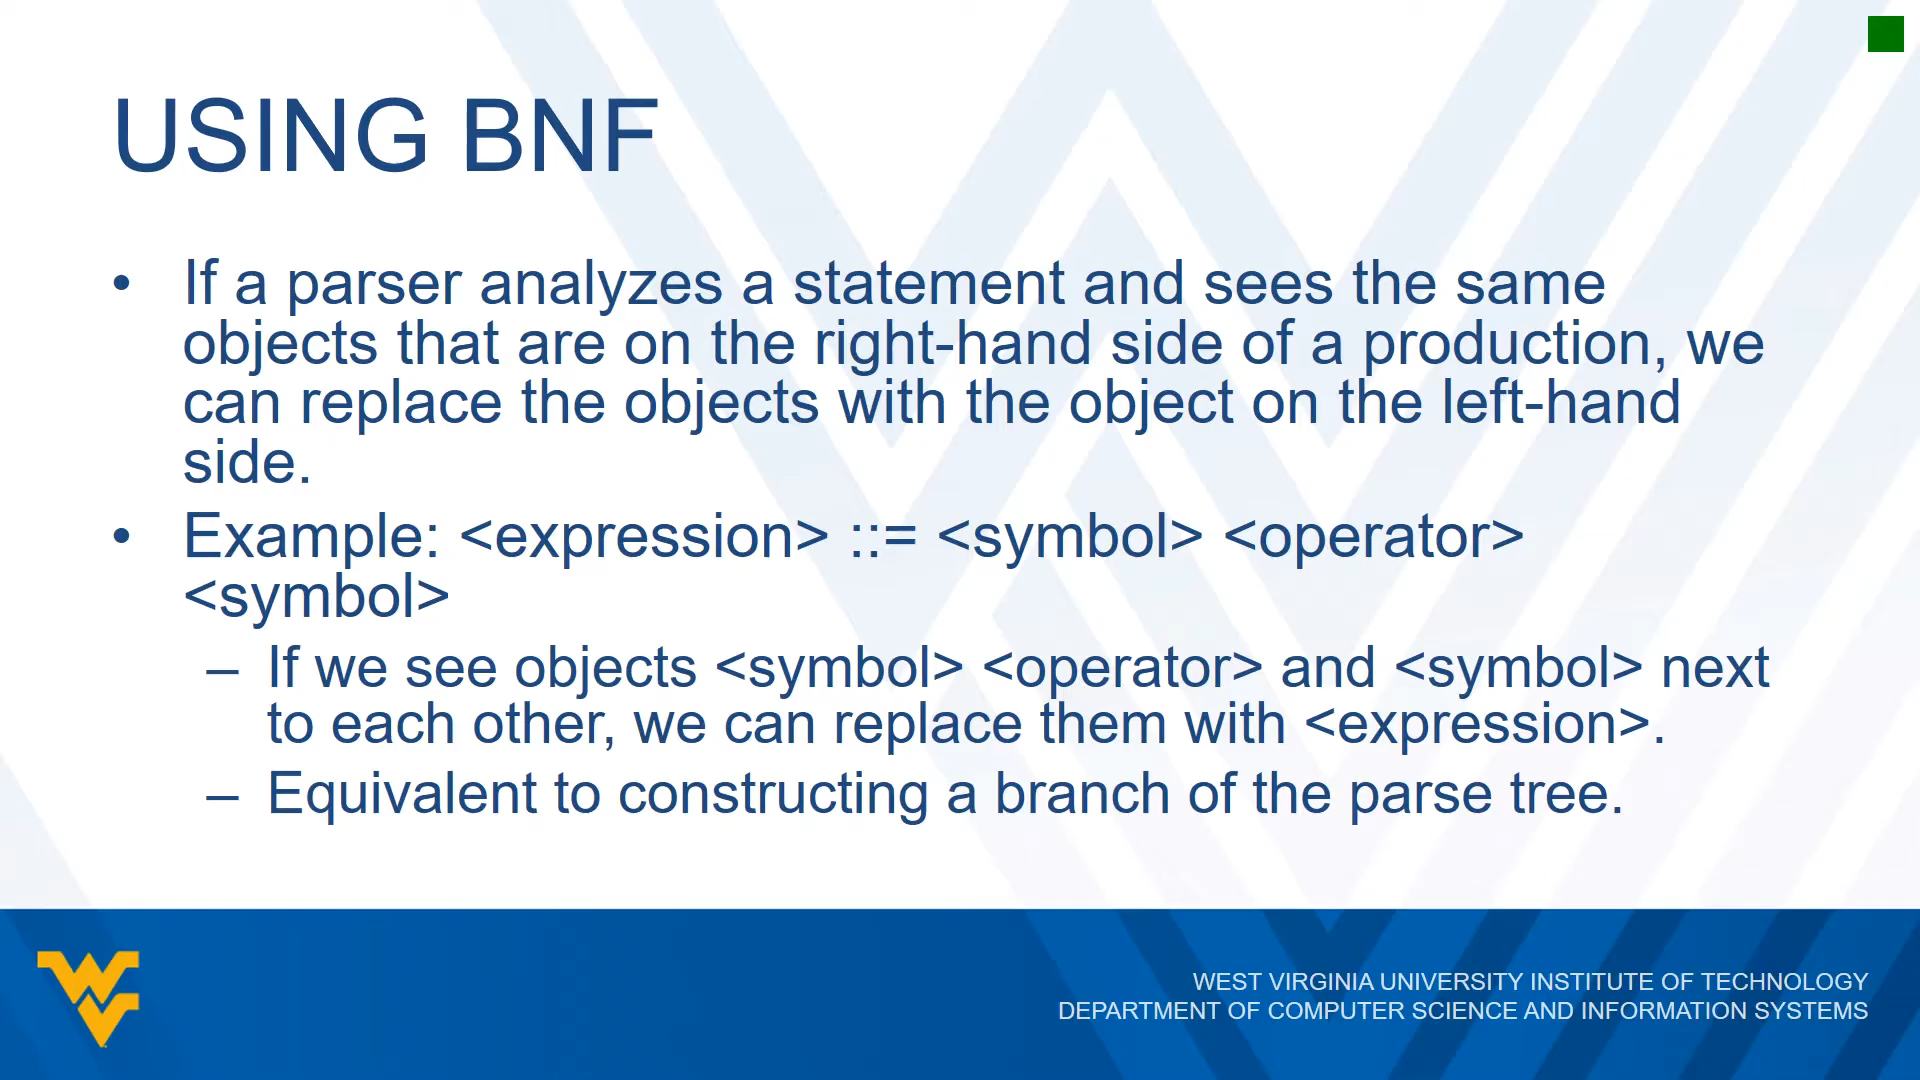 USING BNF
• If a parser analyzes a statement and sees the same
objects that are on the right-hand side of a production, we
can replace the objects with the object on the left-hand
side.
• Example: <expression> ::= <symbol> <operator>
<symbol>
– If we see objects <symbol> <operator> and <symbol> next
to each other, we can replace them with <expression>.
– Equivalent to constructing a branch of the parse tree.
WEST VIRGINIA UNIVERSITY INSTITUTE OF TECHNOLOGY
DEPARTMENT OF COMPUTER SCIENCE AND INFORMATION SYSTEMS